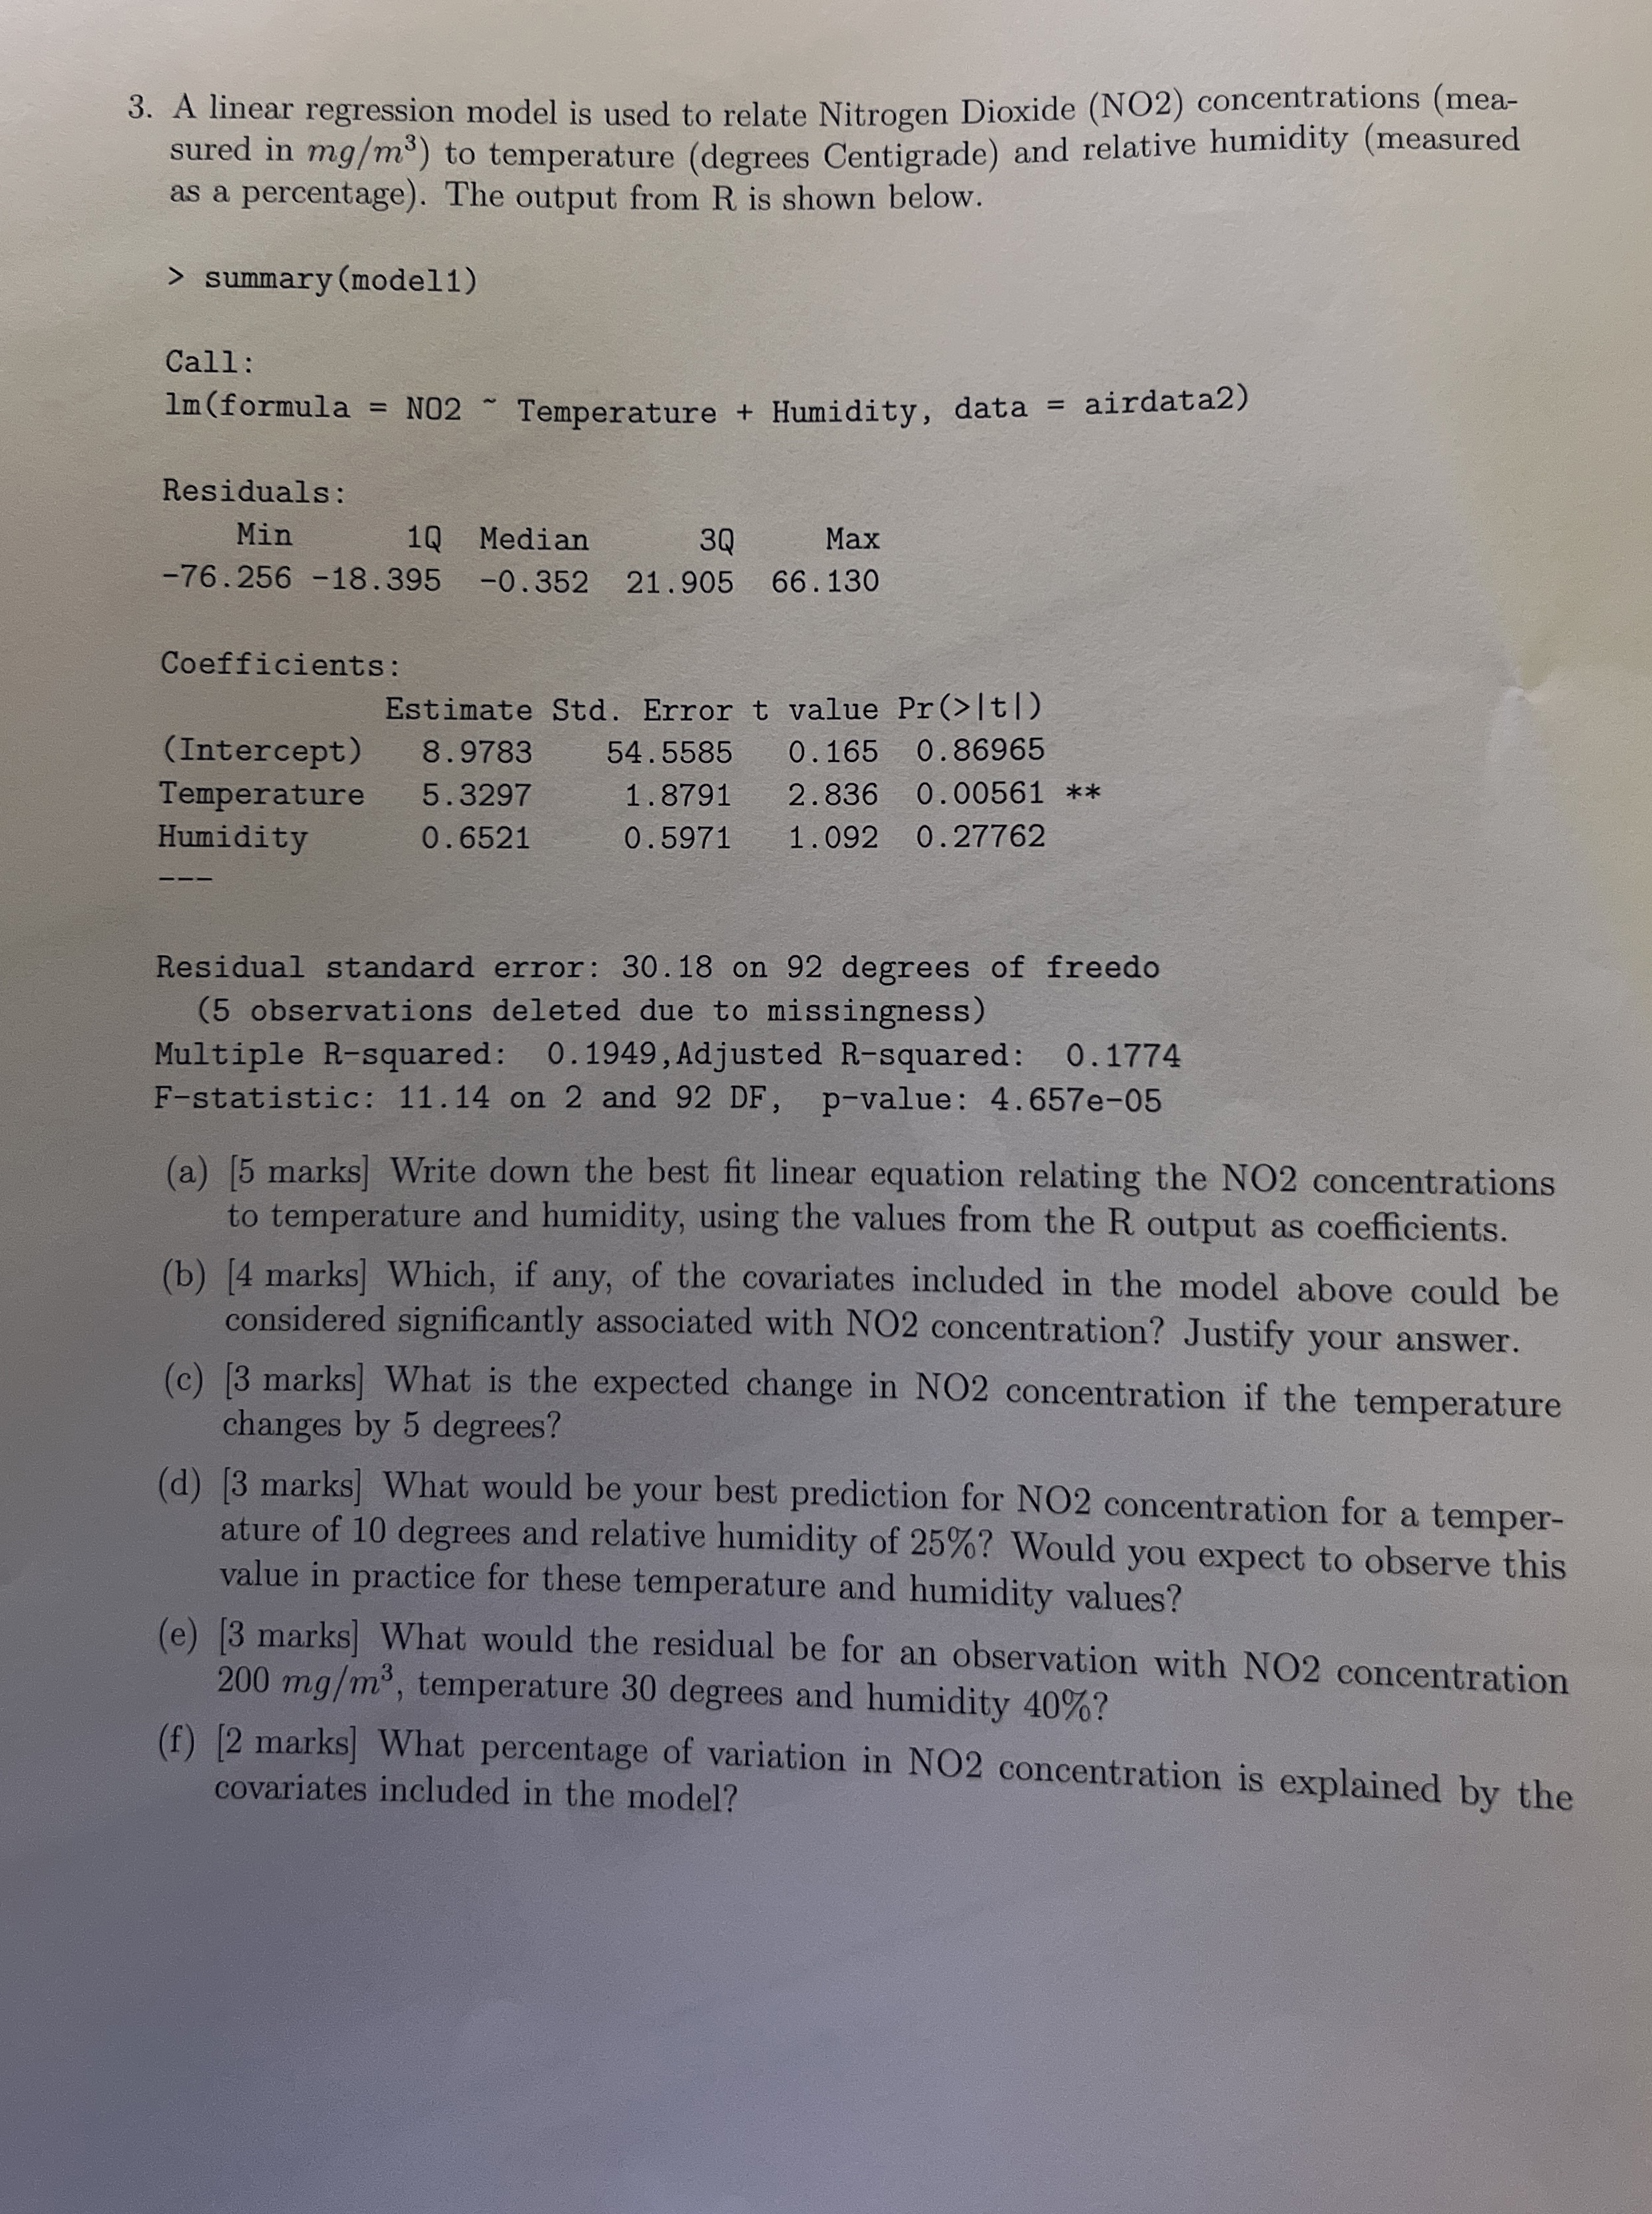 3. A linear regression model is used to relate Nitrogen Dioxide (NO2) concentrations (mea-
sured in mg/m³) to temperature (degrees Centigrade) and relative humidity (measured
as a percentage). The output from R is shown below.
> summary(model1)
Call:
lm(formula = NO2 ~ Temperature + Humidity, data = airdata2)
Residuals:
Min 1Q Median 3Q Max
-76.256 -18.395 -0.352 21.905 66.130
Coefficients:
Estimate Std. Error t value Pr(>|t|)
(Intercept) 8.9783 54.5585 0.165 0.86965
Temperature 5.3297 1.8791 2.836 0.00561 **
Humidity 0.6521 0.5971 1.092 0.27762
---
Residual standard error: 30.18 on 92 degrees of freedo
(5 observations deleted due to missingness)
Multiple R-squared: 0.1949,Adjusted R-squared: 0.1774
F-statistic: 11.14 on 2 and 92 DF, p-value: 4.657e-05
(a) [5 marks] Write down the best fit linear equation relating the NO2 concentrations
to temperature and humidity, using the values from the R output as coefficients.
(b) [4 marks] Which, if any, of the covariates included in the model above could be
considered significantly associated with NO2 concentration? Justify your answer.
(c) [3 marks] What is the expected change in NO2 concentration if the temperature
changes by 5 degrees?
(d) [3 marks] What would be your best prediction for NO2 concentration for a temper-
ature of 10 degrees and relative humidity of 25%? Would you expect to observe this
value in practice for these temperature and humidity values?
(e) [3 marks] What would the residual be for an observation with NO2 concentration
200 mg/m³, temperature 30 degrees and humidity 40%?
(f) [2 marks] What percentage of variation in NO2 concentration is explained by the
covariates included in the model?